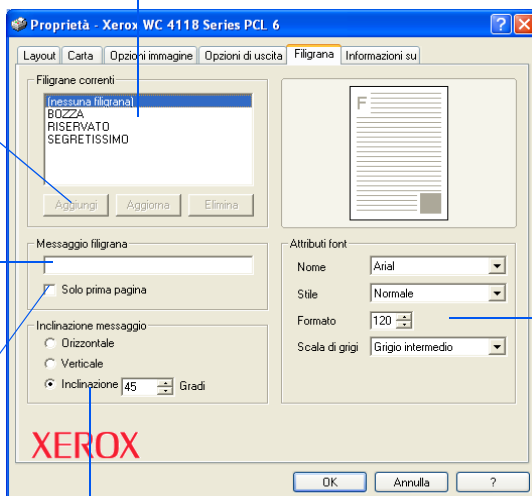 Proprietà - Xerox WC 4118 Series PCL 6
Layout Carta Opzioni immagine Opzioni di uscita Filigrana Informazioni su
Filigrane correnti
(nessuna filigrana)
BOZZA
RISERVATO
SEGRETISSIMO
Aggiungi Aggiorna Elimina
F
Messaggio filigrana
Solo prima pagina
Inclinazione messaggio
Orizzontale
Verticale
Inclinazione 45 Gradi
Attributi font
Nome Arial
Stile Normale
Formato 120
Scala di grigi Grigio intermedio
XEROX
OK Annulla ?